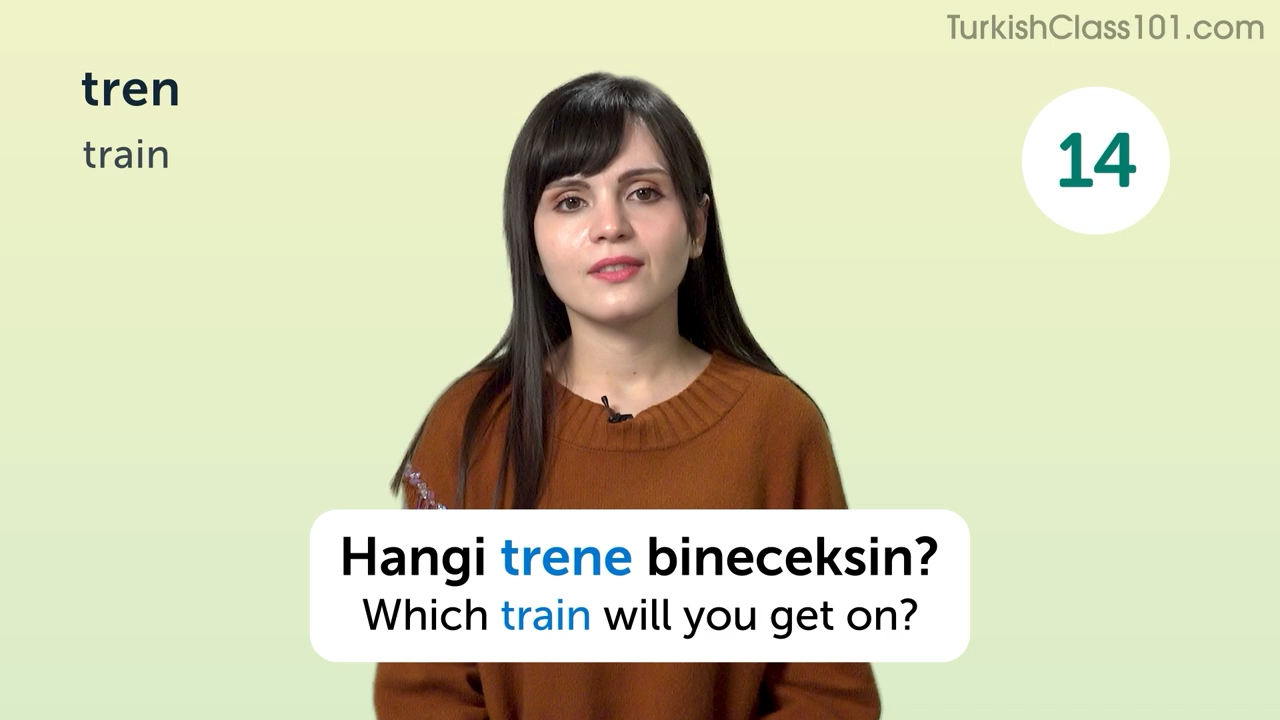 TurkishClass101.com
tren
train
14
Hangi trene bineceksin?
Which train will you get on?